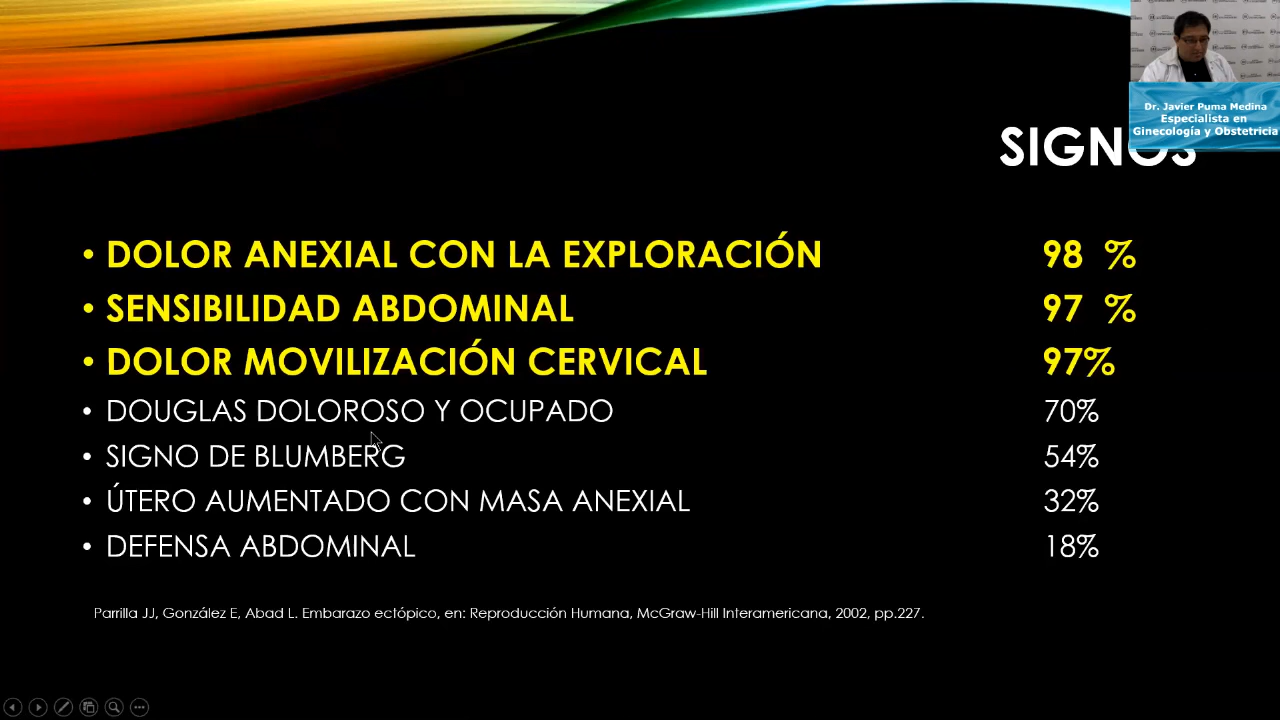 Dr. Javier Puma Medina
Especialista en
Ginecología y Obstetricia
SIGNOS
• DOLOR ANEXIAL CON LA EXPLORACIÓN 98 %
• SENSIBILIDAD ABDOMINAL 97 %
• DOLOR MOVILIZACIÓN CERVICAL 97%
• DOUGLAS DOLOROSO Y OCUPADO 70%
• SIGNO DE BLUMBERG 54%
• ÚTERO AUMENTADO CON MASA ANEXIAL 32%
• DEFENSA ABDOMINAL 18%
Parrilla JJ, González E, Abad L. Embarazo ectópico, en: Reproducción Humana, McGraw-Hill Interamericana, 2002, pp.227.